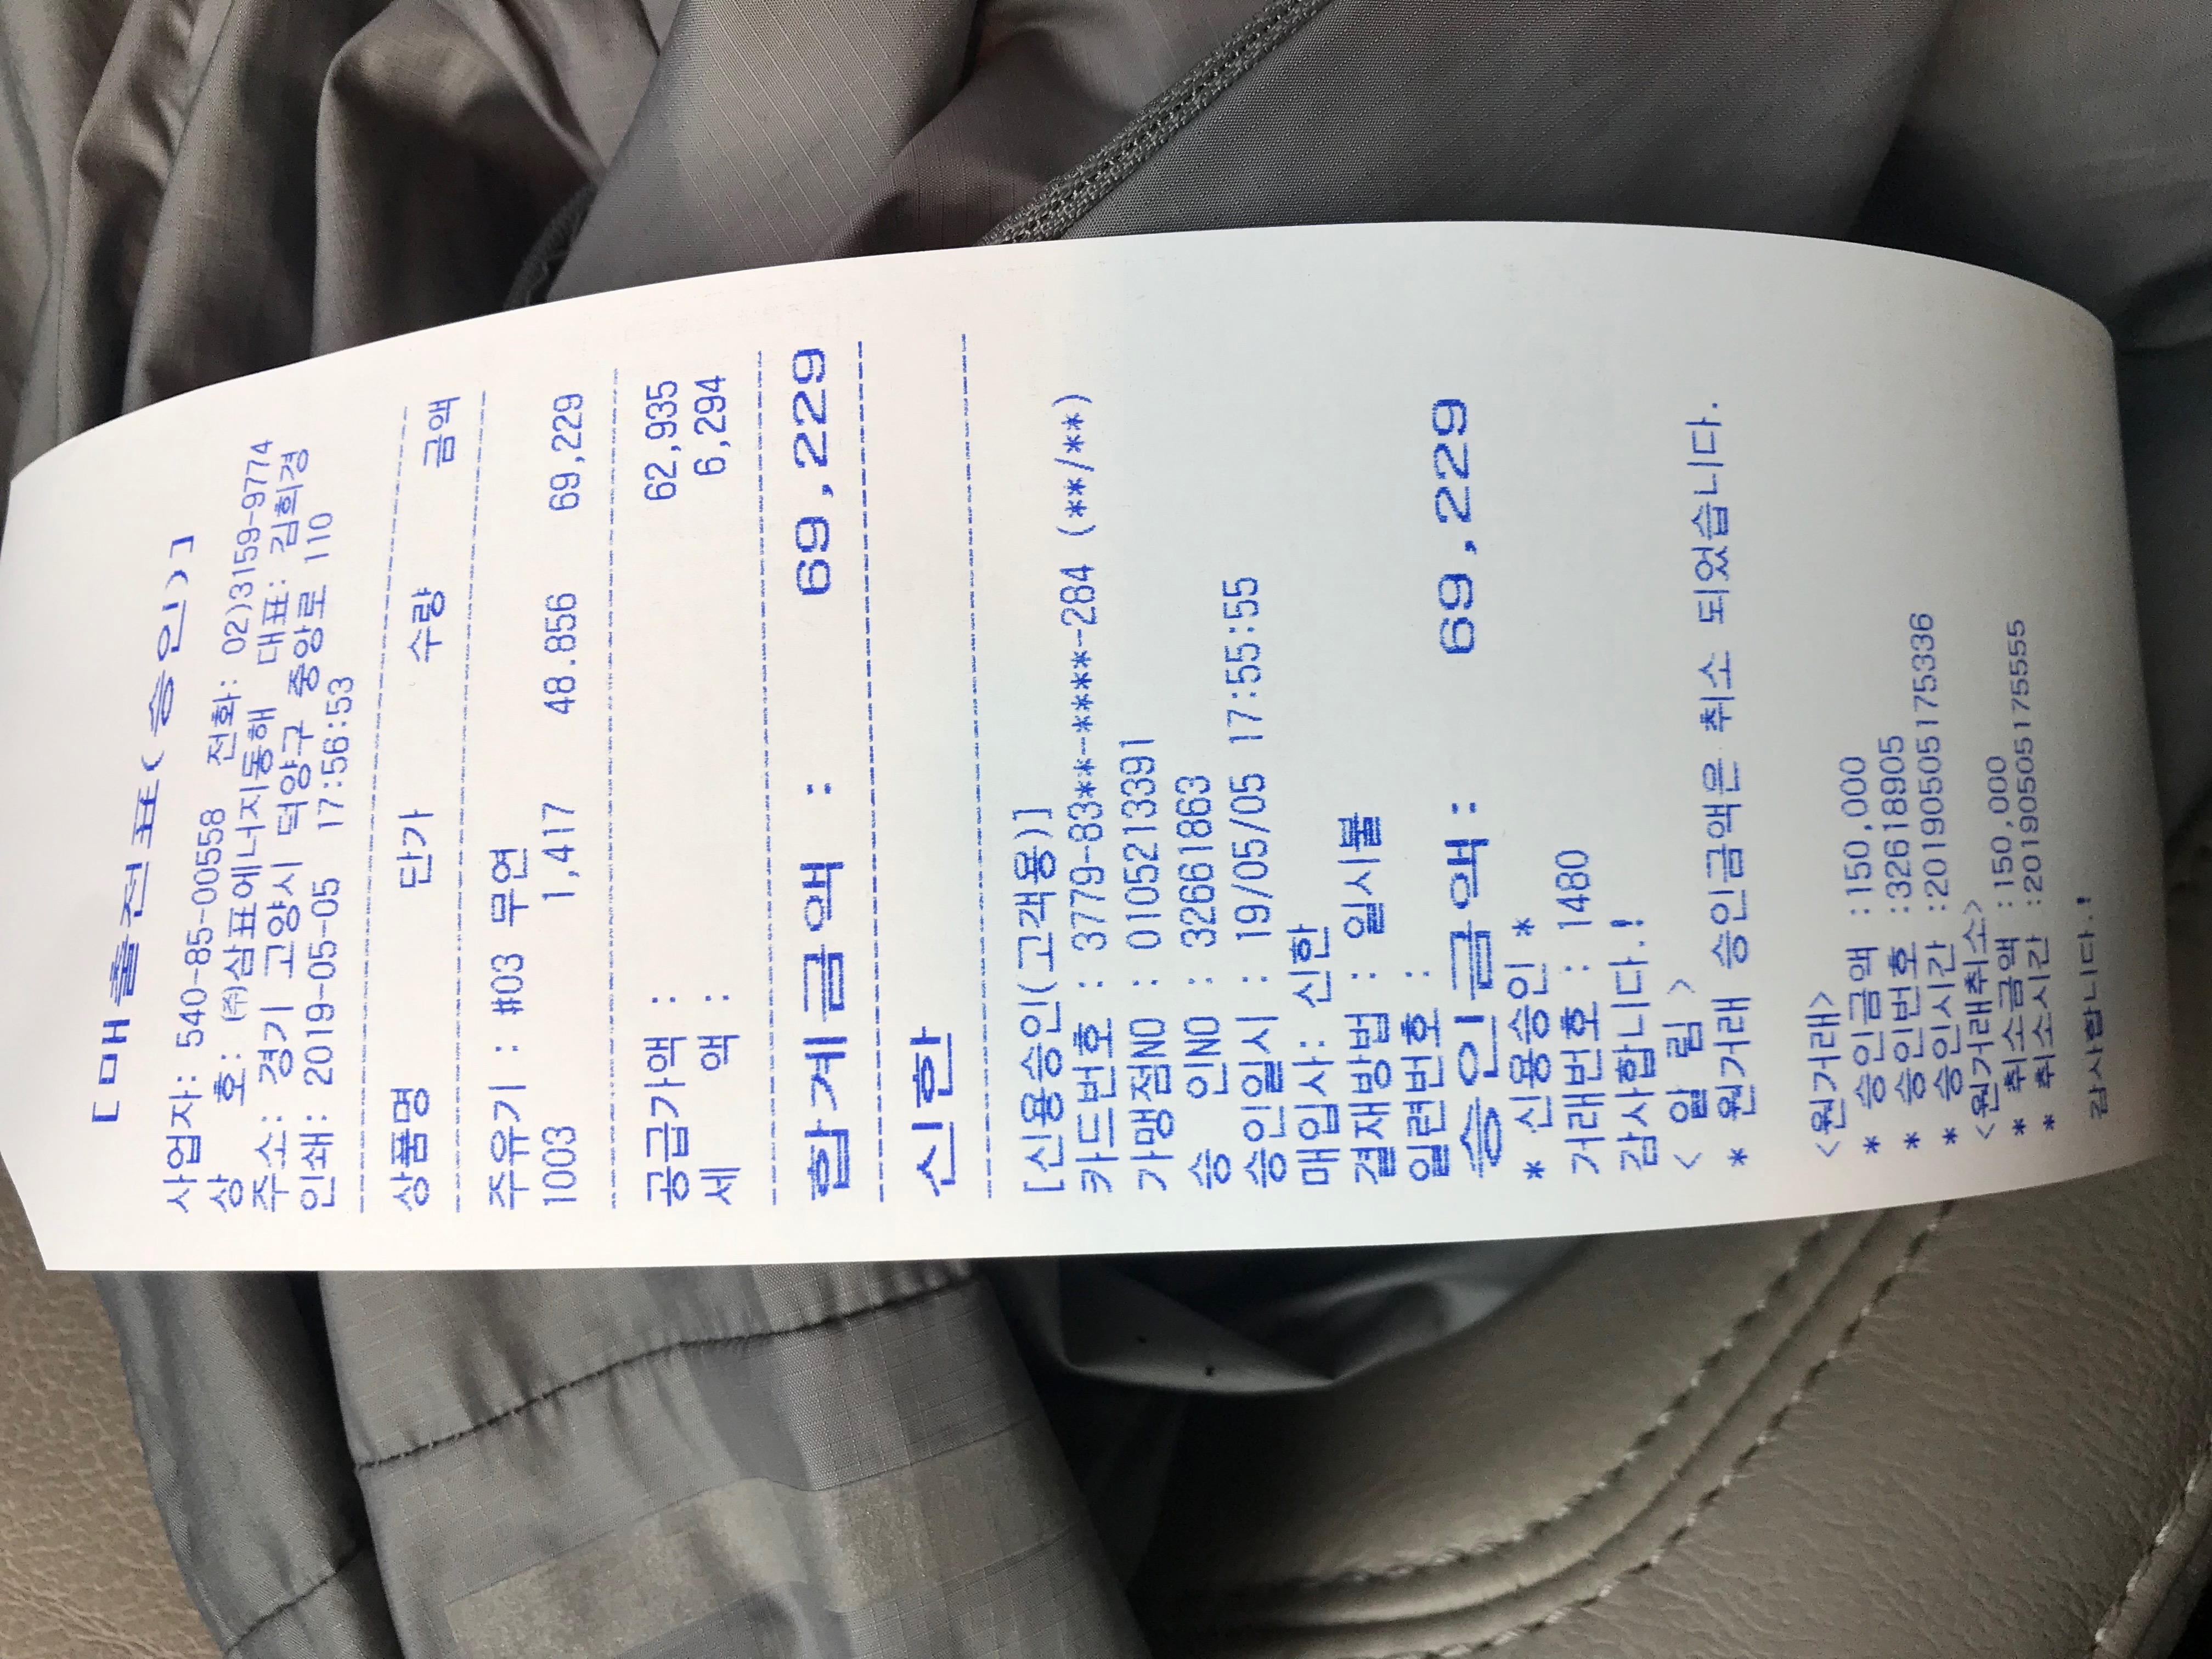 [매출전표(승인)]
사업자: 540-85-00558 전화: 02)3159-9774
상 호: ㈜삼표에너지동해 대표: 김희경
주소: 경기 고양시 덕양구 중앙로 110
인쇄: 2019-05-05 17:56:53
상품명 단가 수량 금액
주유기 : #03 무연
1003 1,417 48.856 69,229
공급가액 : 62,935
세 액 : 6,294
합계금액 : 69,229
신한
[신용승인(고객용)]
카드번호 : 3779-83**-****-284 (**/**)
가맹점NO : 0105213391
승 인NO : 32661863
승인일시 : 19/05/05 17:55:55
매입사: 신한
결재방법 : 일시불
일련번호 :
승인금액: 69,229
* 신용승인 *
거래번호 : 1480
감사합니다.!
< 알 림 >
* 원거래 승인금액은 취소 되었습니다.
<원거래>
* 승인금액 :150,000
* 승인번호 :32618905
* 승인시간 :20190505175336
<원거래취소>
* 취소금액 :150,000
* 취소시간 :20190505175555
감사합니다.!